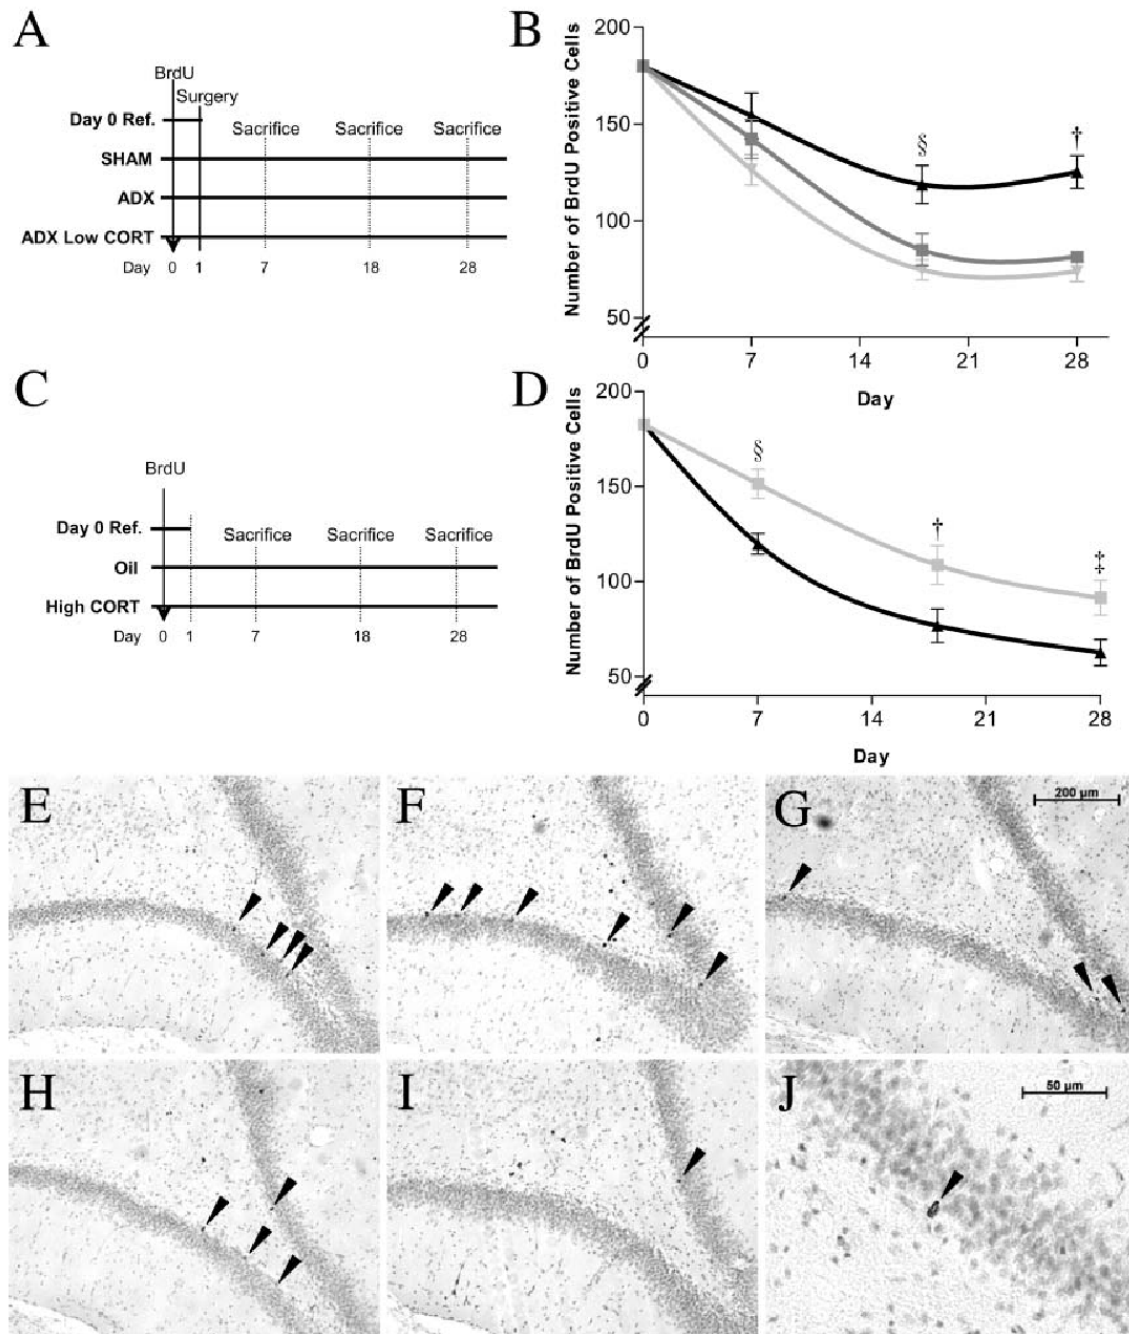 A
BrdU
Surgery
Day 0 Ref.
Sacrifice Sacrifice Sacrifice
SHAM
ADX
ADX Low CORT
Day 0 1 7 18 28
B
Number of BrdU Positive Cells
200
150
100
50
§ †
0 7 14 21 28
Day
C
BrdU
Day 0 Ref.
Sacrifice Sacrifice Sacrifice
Oil
High CORT
Day 0 1 7 18 28
D
Number of BrdU Positive Cells
200
150
100
50
§ † ‡
0 7 14 21 28
Day
E F G
200 µm
H I J
50 µm